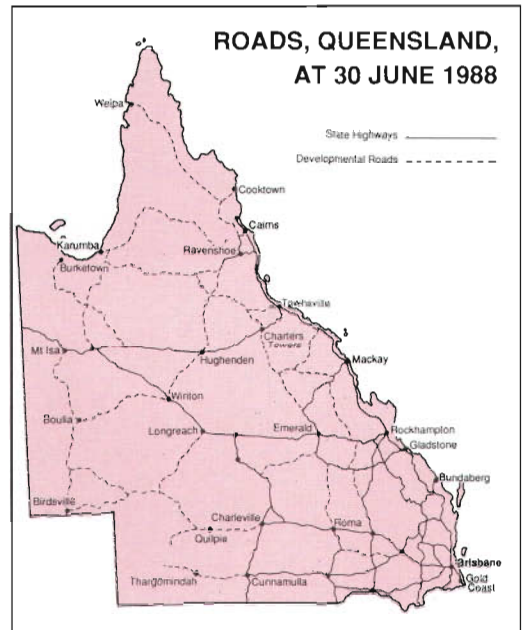 ROADS, QUEENSLAND,
AT 30 JUNE 1988
State Highways
Developmental Roads
Weipa
Cooktown
Cairns
Karumba
Ravenshoe
Burketown
Townsville
Charters
Towers
Mt Isa
Hughenden
Mackay
Winton
Boulia
Longreach
Emerald
Rockhampton
Gladstone
Bundaberg
Birdsville
Charleville
Roma
Quilpie
Brisbane
Thargomindah
Cunnamulla
Gold
Coast